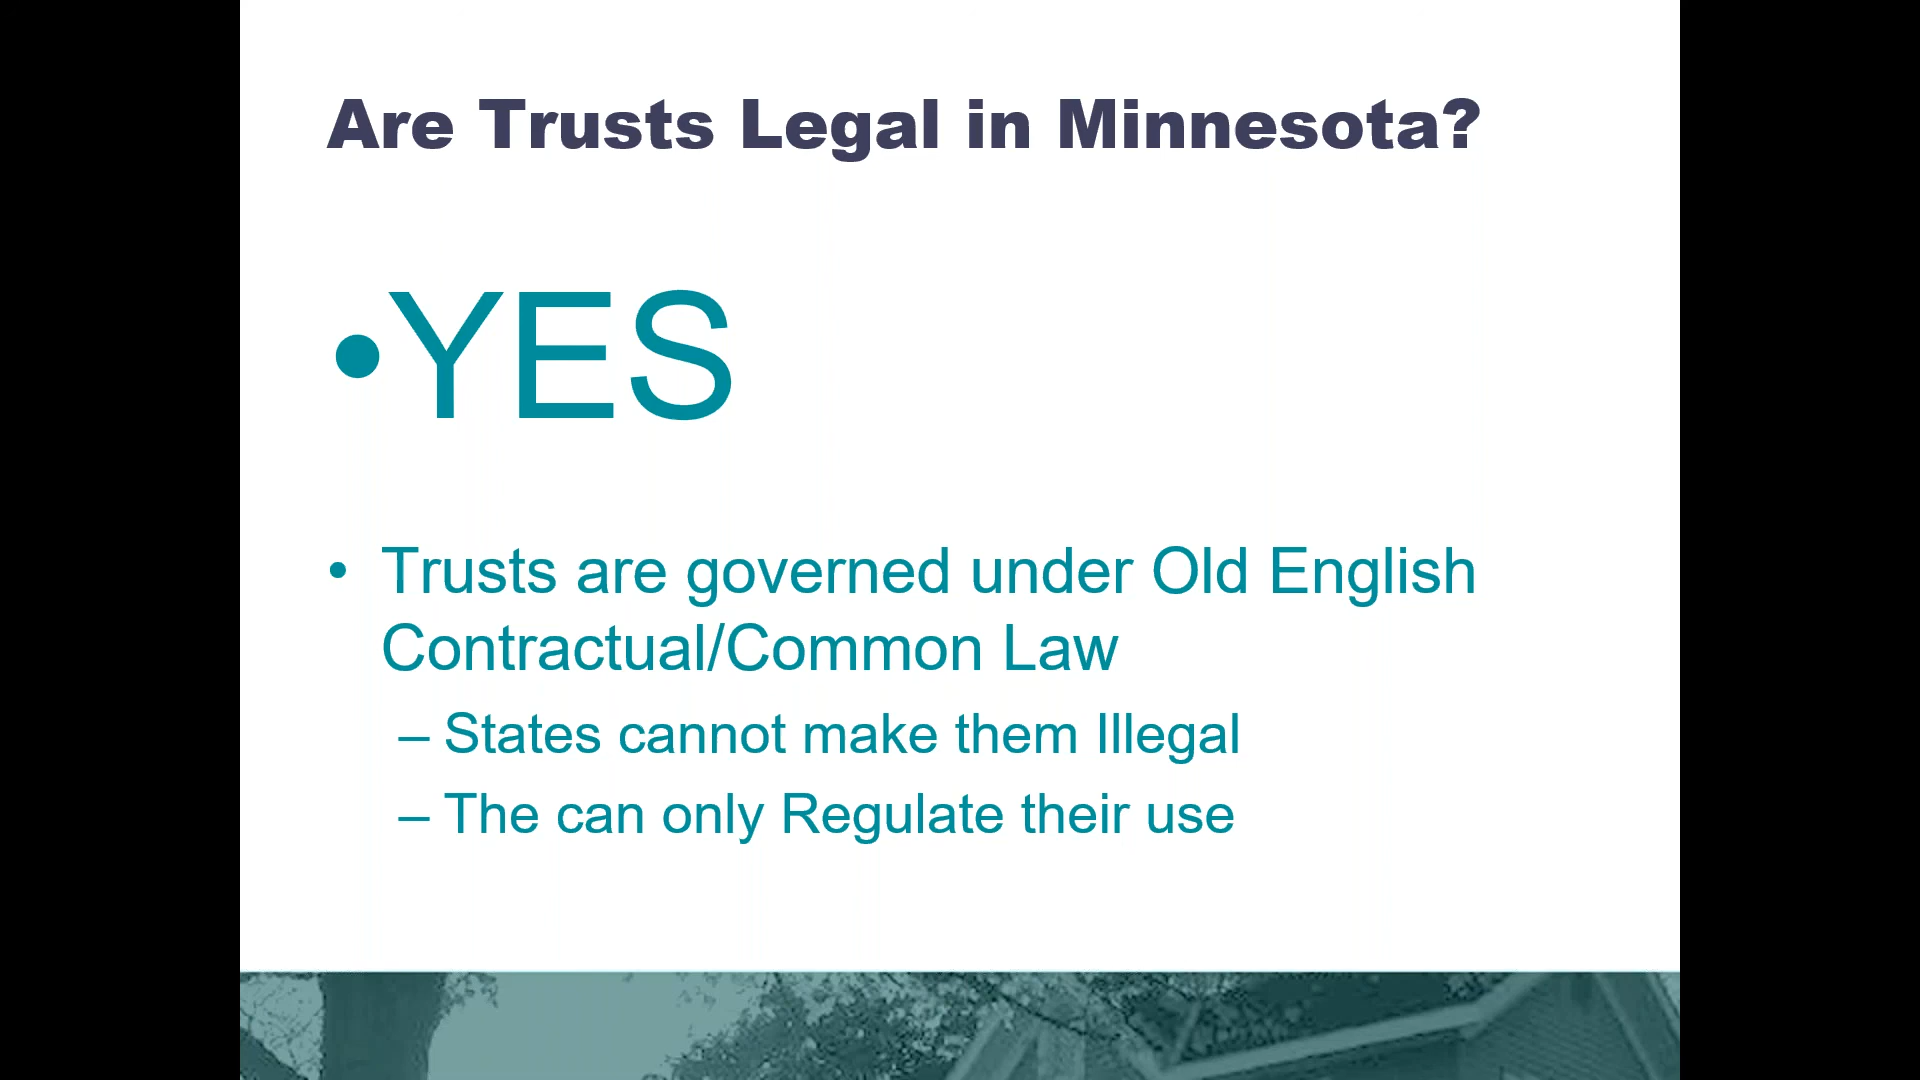 Are Trusts Legal in Minnesota?
•YES
• Trusts are governed under Old English
Contractual/Common Law
– States cannot make them Illegal
– The can only Regulate their use